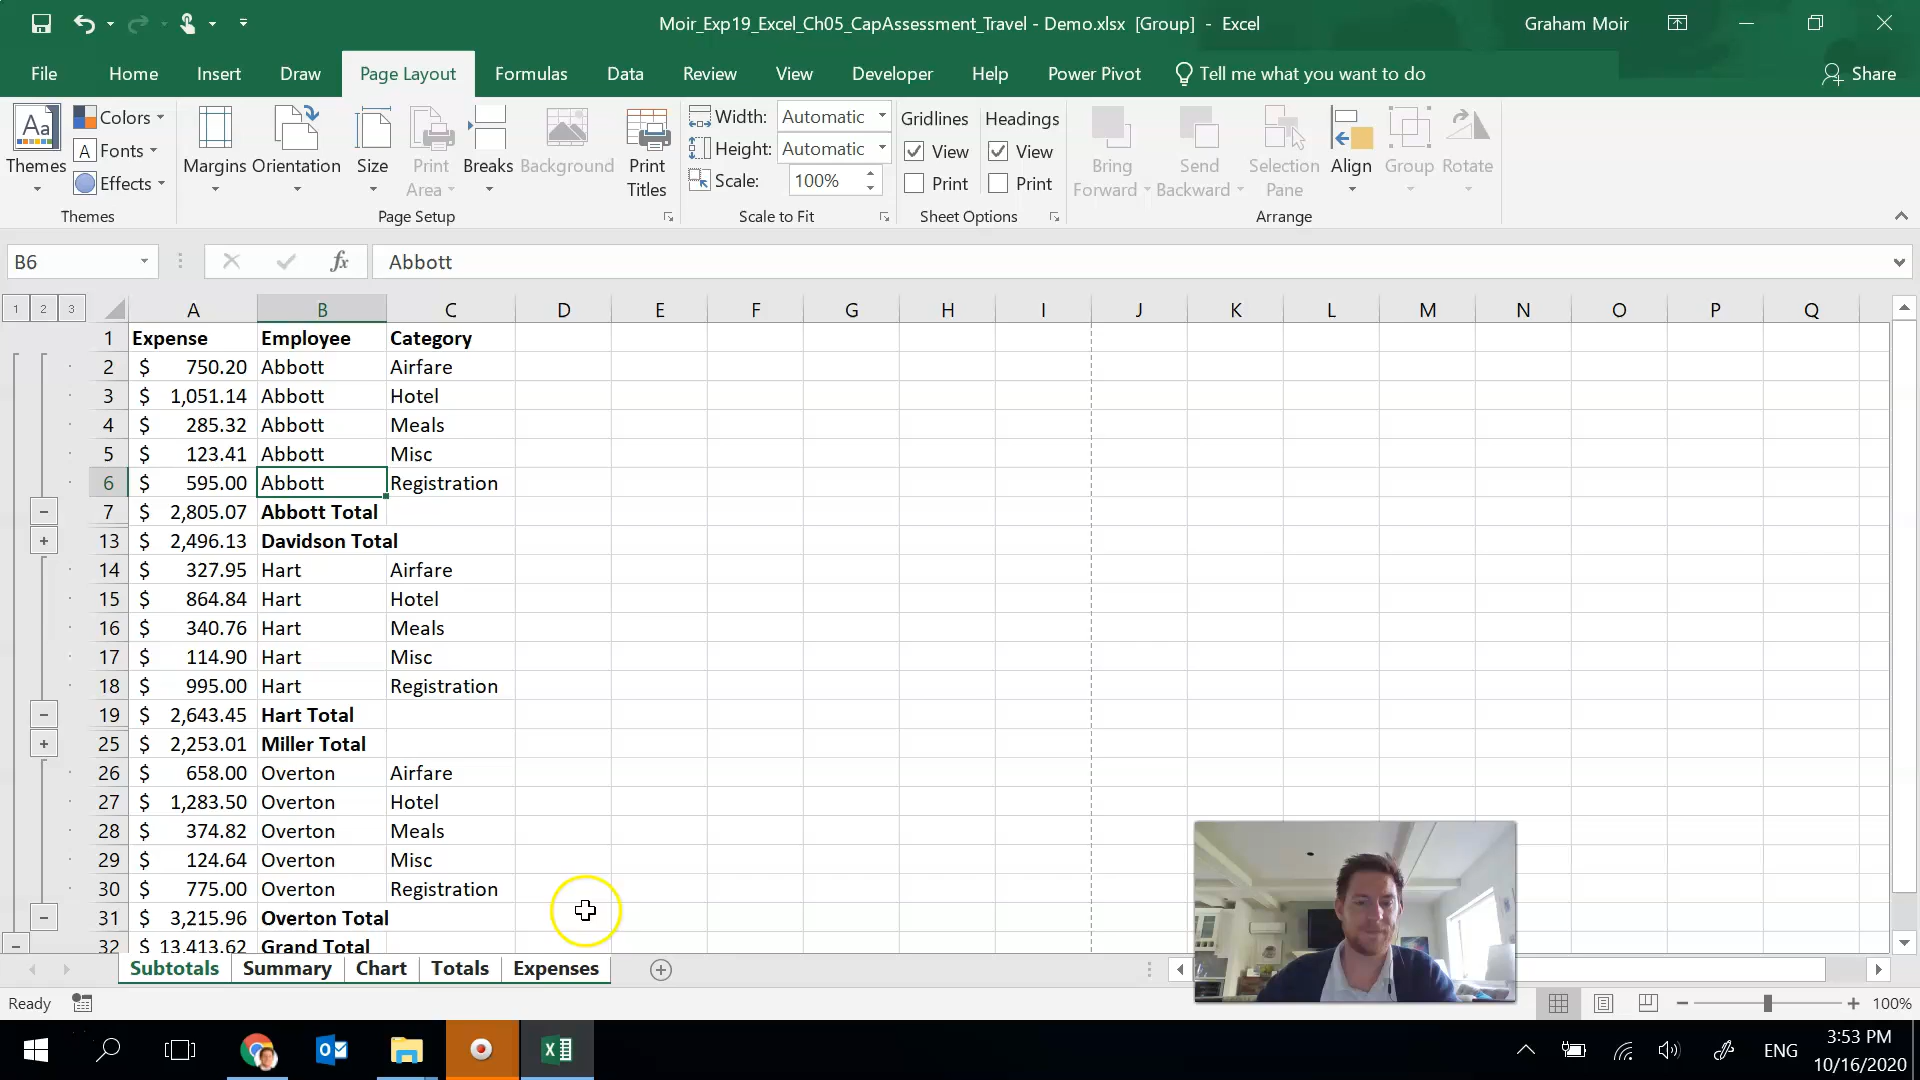 Moir_Exp19_Excel_Ch05_CapAssessment_Travel - Demo.xlsx [Group] - Excel
Graham Moir
File Home Insert Draw Page Layout Formulas Data Review View Developer Help Power Pivot Tell me what you want to do Share
Themes
Colors
Fonts
Effects
Themes
Margins
Orientation
Size
Print Area
Breaks
Background
Print Titles
Page Setup
Width: Automatic
Height: Automatic
Scale: 100%
Scale to Fit
Gridlines
View
Print
Headings
View
Print
Sheet Options
Bring Forward
Send Backward
Selection Pane
Align
Group
Rotate
Arrange
B6 fx Abbott
1 2 3 A B C D E F G H I J K L M N O P Q
1 Expense Employee Category
2 $ 750.20 Abbott Airfare
3 $ 1,051.14 Abbott Hotel
4 $ 285.32 Abbott Meals
5 $ 123.41 Abbott Misc
6 $ 595.00 Abbott Registration
7 $ 2,805.07 Abbott Total
13 $ 2,496.13 Davidson Total
14 $ 327.95 Hart Airfare
15 $ 864.84 Hart Hotel
16 $ 340.76 Hart Meals
17 $ 114.90 Hart Misc
18 $ 995.00 Hart Registration
19 $ 2,643.45 Hart Total
25 $ 2,253.01 Miller Total
26 $ 658.00 Overton Airfare
27 $ 1,283.50 Overton Hotel
28 $ 374.82 Overton Meals
29 $ 124.64 Overton Misc
30 $ 775.00 Overton Registration
31 $ 3,215.96 Overton Total
32 $ 13,413.62 Grand Total
Subtotals Summary Chart Totals Expenses
Ready
100%
ENG
3:53 PM
10/16/2020